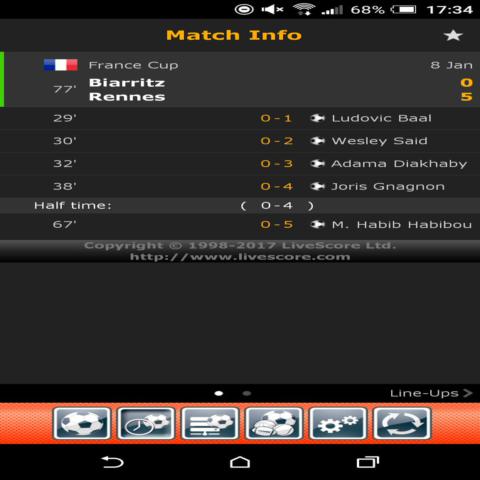 68% 17:34
Match Info
France Cup 8 Jan
77' Biarritz 0
Rennes 5
29' 0 - 1 Ludovic Baal
30' 0 - 2 Wesley Said
32' 0 - 3 Adama Diakhaby
38' 0 - 4 Joris Gnagnon
Half time: ( 0-4 )
67' 0 - 5 M. Habib Habibou
Copyright © 1998-2017 LiveScore Ltd.
http://www.livescore.com
Line-Ups